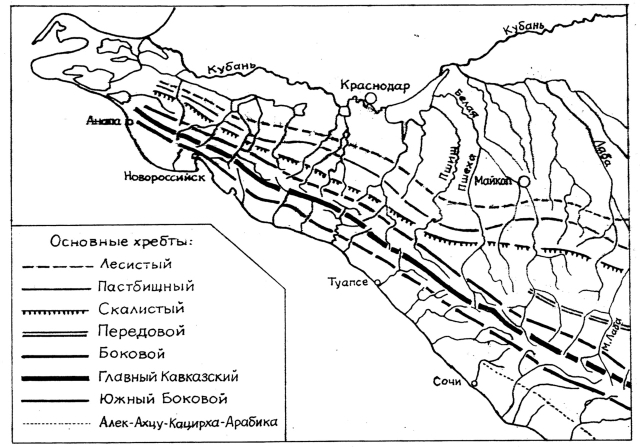 Кубань
Кубань
Краснодар
Белая
Анапа
Пшиш
Пшеха
Майкоп
Лаба
Новороссийск
Основные хребты:
Лесистый
Пастбищный
Скалистый
Передовой
Боковой
Главный Кавказский
Южный Боковой
Алек-Ахцу-Кацирха-Арабика
Туапсе
М.Лаба
Сочи